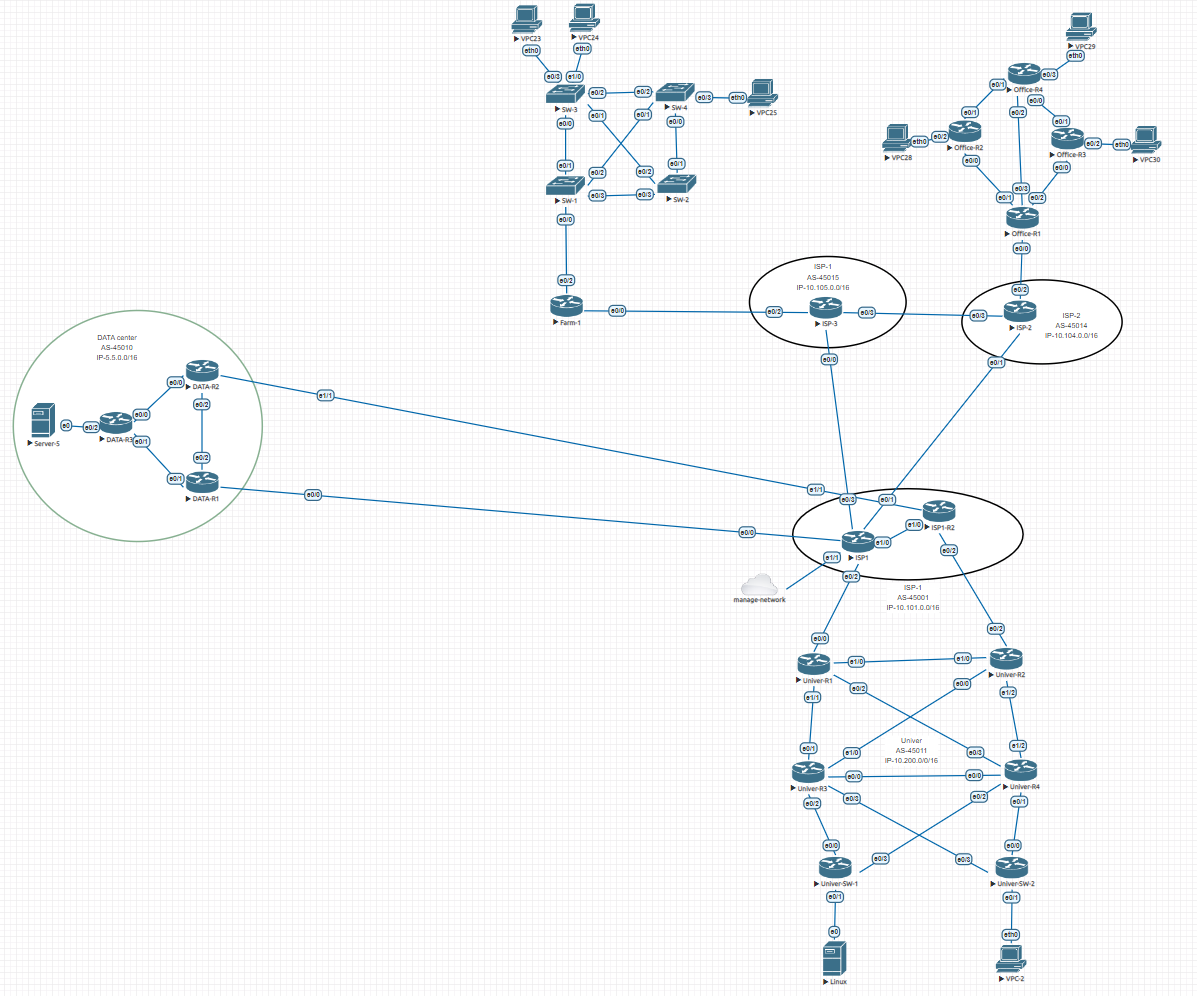 VPC23
VPC24
eth0
eth0
e0/3
e1/0
SW-3
e0/2
e0/2
SW-4
e0/3
eth0
VPC25
e0/0
e0/1
e0/1
e0/0
e0/1
e0/2
e0/2
e0/1
SW-1
e0/3
e0/3
SW-2
e0/0
e0/2
Farm-1
e0/0
VPC29
eth0
e0/3
Office-R4
e0/1
e0/0
e0/2
e0/1
e0/1
VPC28
eth0
e0/2
Office-R2
Office-R3
e0/2
eth0
VPC30
e0/0
e0/0
e0/3
e0/1
e0/2
Office-R1
e0/0
e0/2
ISP-1
AS-45015
IP-10.105.0.0/16
e0/2
ISP-3
e0/3
e0/0
e0/3
ISP-2
ISP-2
AS-45014
IP-10.104.0.0/16
e0/1
DATA center
AS-45010
IP-5.5.0.0/16
e0/0
DATA-R2
e1/1
e0/2
e0/0
Server-5
e0
e0/2
DATA-R3
e0/1
e0/2
e0/1
DATA-R1
e0/0
e1/1
e0/3
e0/1
ISP1-R2
e1/0
e0/0
ISP1
e1/0
e0/2
e1/1
e0/2
manage-network
ISP-1
AS-45001
IP-10.101.0.0/16
e0/0
e0/2
Univer-R1
e1/0
e1/0
Univer-R2
e1/1
e0/2
e0/0
e1/2
Univer
AS-45011
IP-10.200.0/0/16
e0/1
e1/0
e0/3
e1/2
Univer-R3
e0/0
e0/0
Univer-R4
e0/2
e0/3
e0/2
e0/1
e0/0
e0/3
e0/3
e0/0
Univer-SW-1
Univer-SW-2
e0/1
e0/1
e0
eth0
Linux
VPC-2